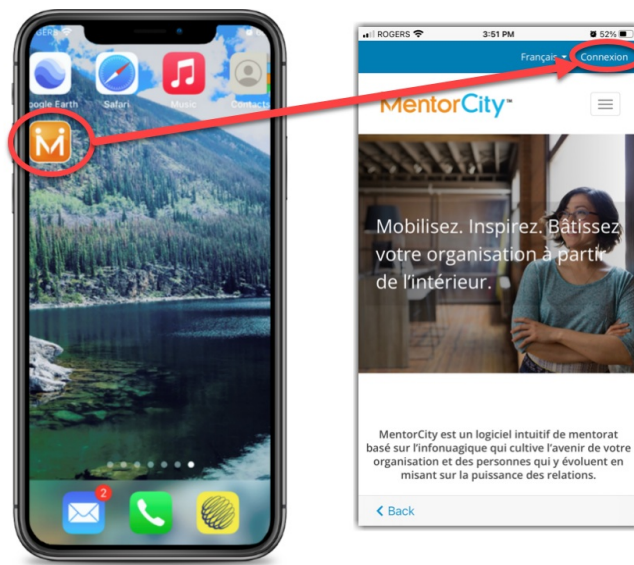 Google Earth
Safari
Music
Contacts
2
ROGERS
3:51 PM
52%
Français
Connexion
MentorCity
Mobilisez. Inspirez. Bâtissez
votre organisation à partir
de l'intérieur.
MentorCity est un logiciel intuitif de mentorat
basé sur l'infonuagique qui cultive l'avenir de votre
organisation et des personnes qui y évoluent en
misant sur la puissance des relations.
Back